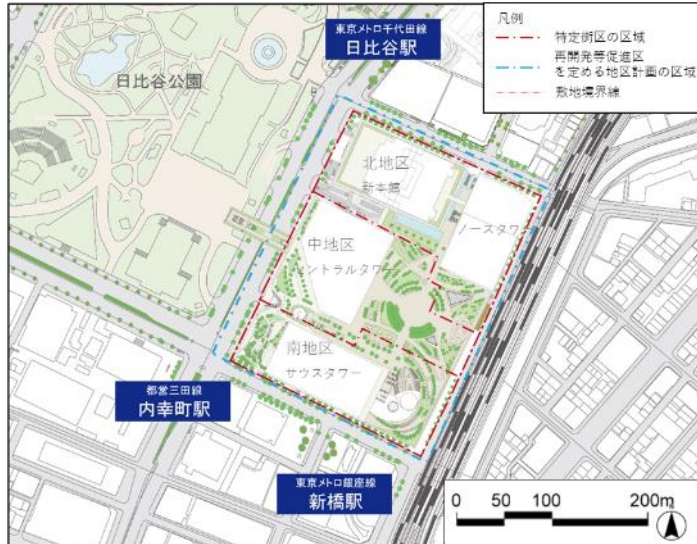 東京メトロ千代田線
日比谷駅
凡例
特定街区の区域
再開発等促進区
を定める地区計画の区域
敷地境界線
日比谷公園
北地区
新本館
ノースタワー
中地区
セントラルタワー
南地区
サウスタワー
都営三田線
内幸町駅
東京メトロ銀座線
新橋駅
0 50 100 200m